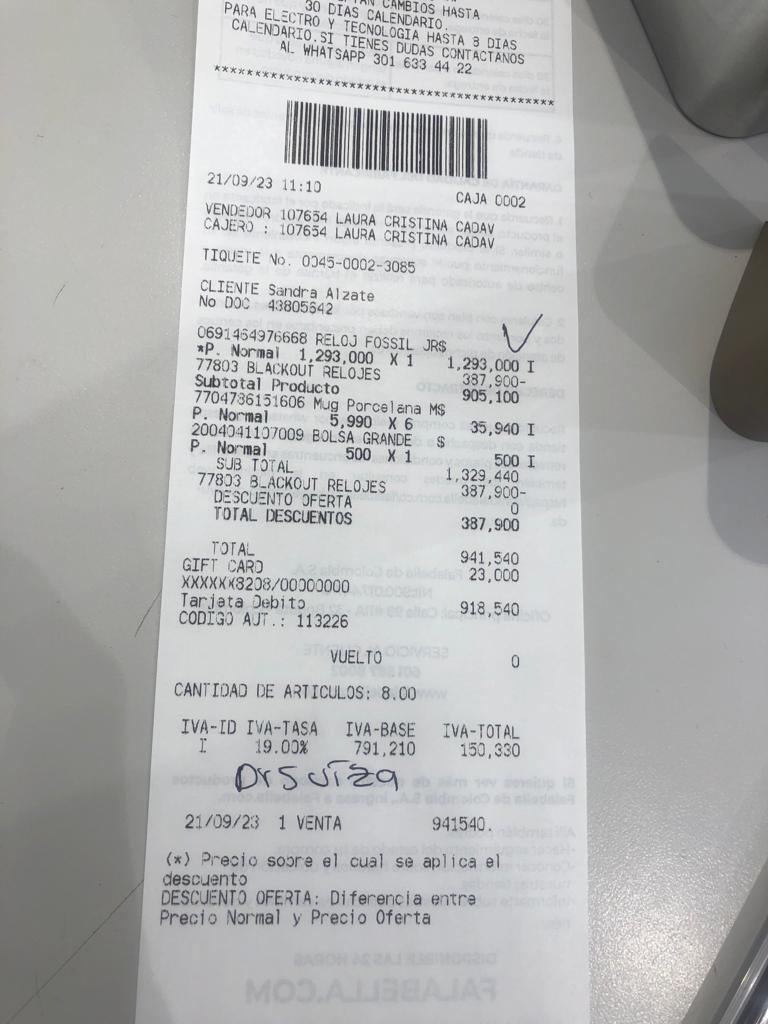 CAMBIOS HASTA
30 DIAS CALENDARIO.
PARA ELECTRO Y TECNOLOGIA HASTA 8 DIAS
CALENDARIO.SI TIENES DUDAS CONTACTANOS
AL WHATSAPP 301 633 44 22
****************************************
21/09/23 11:10 CAJA 0002
VENDEDOR 107654 LAURA CRISTINA CADAV
CAJERO : 107654 LAURA CRISTINA CADAV
TIQUETE No. 0045-0002-3085
CLIENTE Sandra Alzate
No DOC 43805642
0691464976668 RELOJ FOSSIL JR$
*P. Normal 1,293,000 X 1 1,293,000 I
77803 BLACKOUT RELOJES 387,900-
Subtotal Producto 905,100
7704736151606 Mug Porcelana M$
P. Normal 5,990 X 6 35,940 I
2004041107009 BOLSA GRANDE $
P. Normal 500 X 1 500 I
SUB TOTAL 1,329,440
77803 BLACKOUT RELOJES 387,900-
DESCUENTO OFERTA 0
TOTAL DESCUENTOS 387,900
TOTAL 941,540
GIFT CARD 23,000
XXXXXX8208/00000000
Tarjeta Debito 918,540
CODIGO AUT.: 113226
VUELTO 0
CANTIDAD DE ARTICULOS: 8.00
IVA-ID IVA-TASA IVA-BASE IVA-TOTAL
I 19.00% 791,210 150,330
21/09/23 1 VENTA 941540.
(*) Precio sobre el cual se aplica el
descuento
DESCUENTO OFERTA: Diferencia entre
Precio Normal y Precio Oferta
FALABELLA.COM